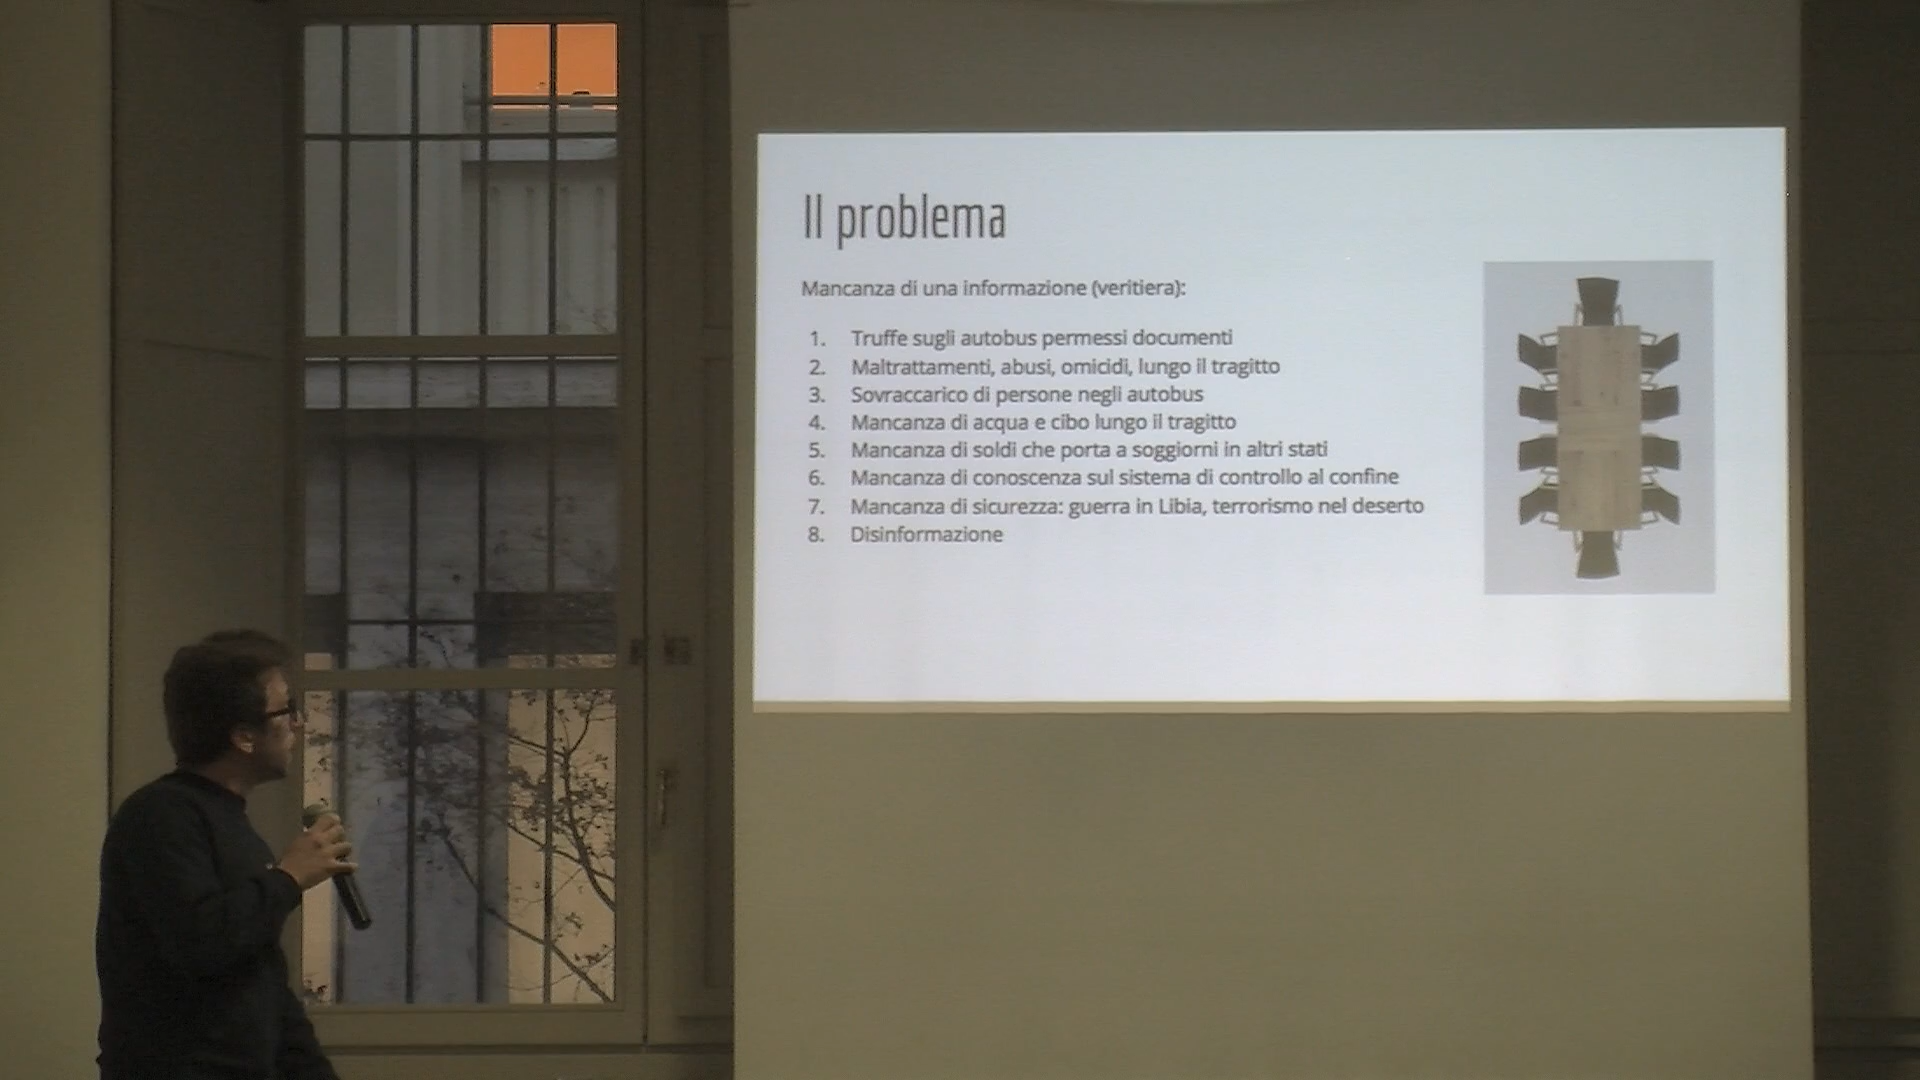 Il problema
Mancanza di una informazione (veritiera):
1. Truffe sugli autobus permessi documenti
2. Maltrattamenti, abusi, omicidi, lungo il tragitto
3. Sovraccarico di persone negli autobus
4. Mancanza di acqua e cibo lungo il tragitto
5. Mancanza di soldi che porta a soggiorni in altri stati
6. Mancanza di conoscenza sul sistema di controllo al confine
7. Mancanza di sicurezza: guerra in Libia, terrorismo nel deserto
8. Disinformazione